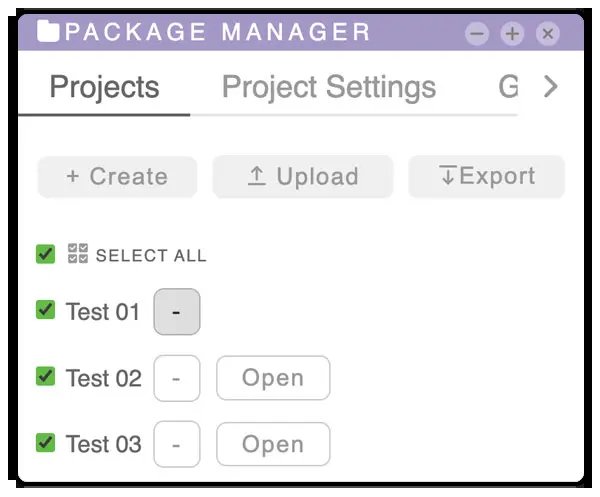 PACKAGE MANAGER
Projects Project Settings G
+ Create Upload Export
SELECT ALL
Test 01 -
Test 02 - Open
Test 03 - Open